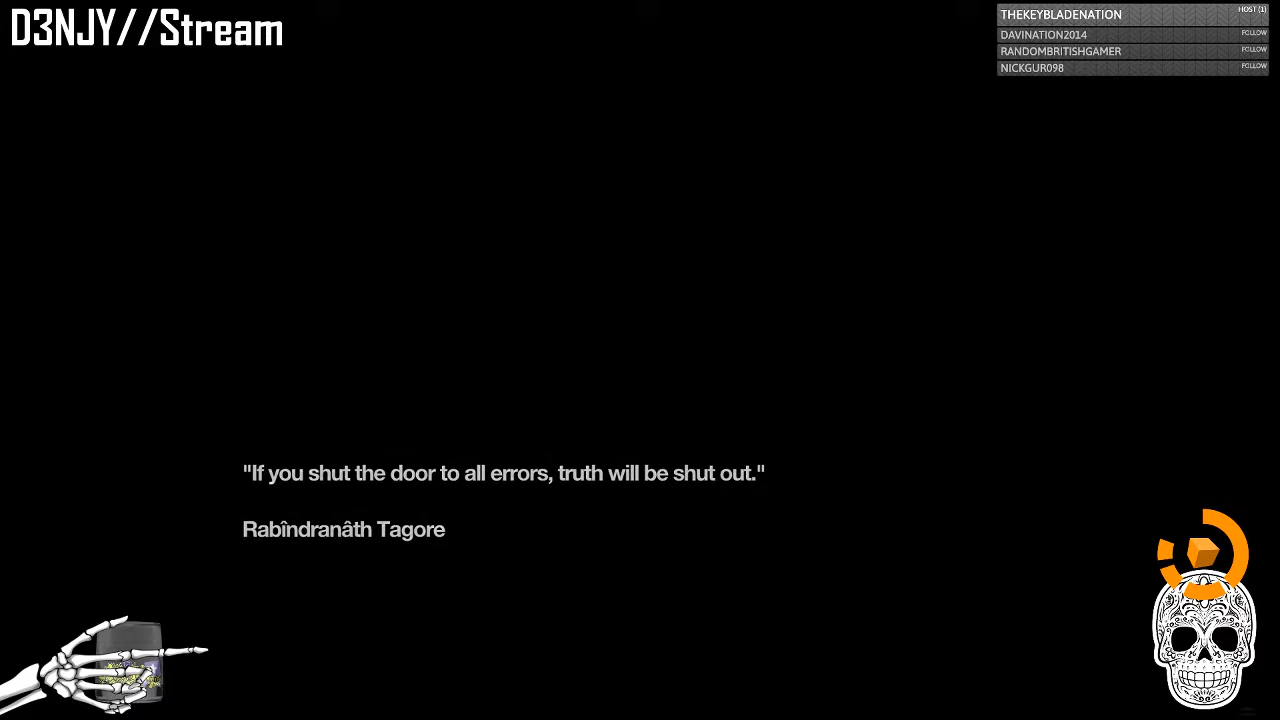 D3NJY//Stream
THEKEYBLADENATION HOST (1)
DAVINATION2014 FOLLOW
RANDOMBRITISHGAMER FOLLOW
NICKGUR098 FOLLOW
"If you shut the door to all errors, truth will be shut out."
Rabîndranâth Tagore